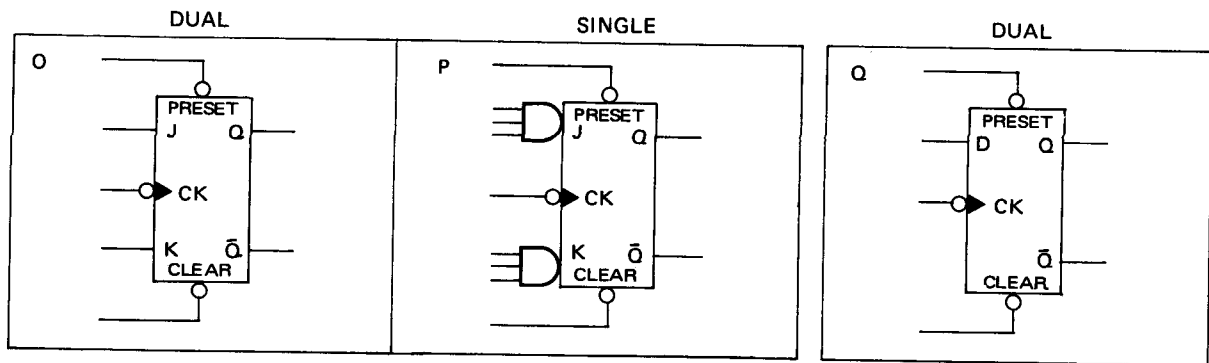 DUAL
SINGLE
DUAL
O
PRESET
J Q
CK
K Q̄
CLEAR
P
PRESET
J Q
CK
K Q̄
CLEAR
Q
PRESET
D Q
CK
Q̄
CLEAR